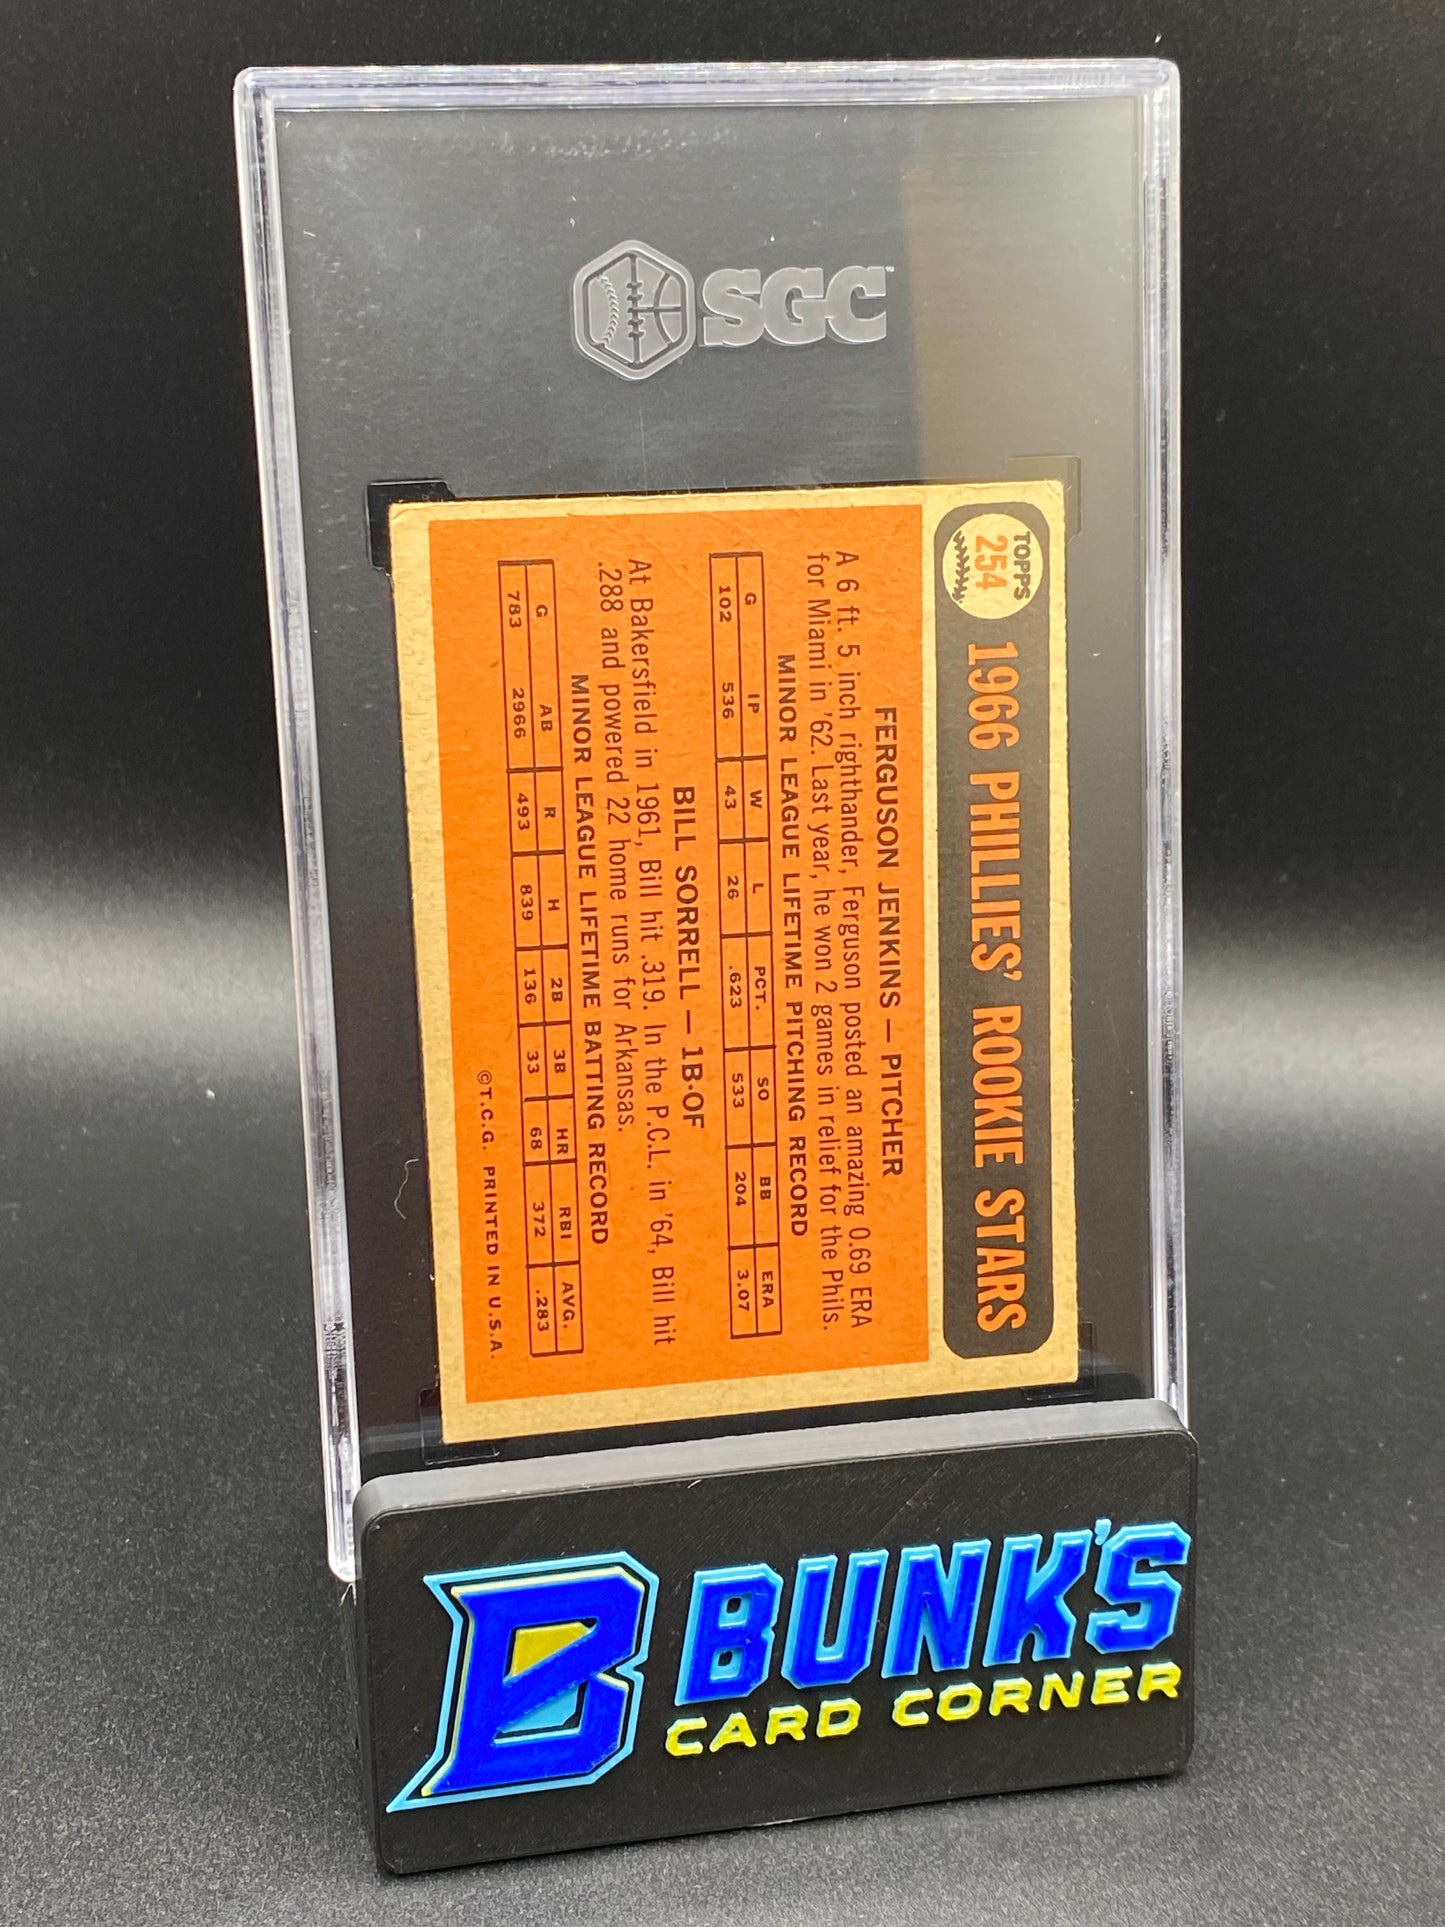 SGC
TOPPS
254
1966 PHILLIES' ROOKIE STARS
FERGUSON JENKINS — PITCHER
A 6 ft. 5 inch righthander, Ferguson posted an amazing 0.69 ERA
for Miami in '62. Last year, he won 2 games in relief for the Phils.
MINOR LEAGUE LIFETIME PITCHING RECORD
G IP W L PCT. SO BB ERA
102 536 43 26 .623 533 204 3.07
BILL SORRELL — 1B-OF
At Bakersfield in 1961, Bill hit .319. In the P.C.L. in '64, Bill hit
.288 and powered 22 home runs for Arkansas.
MINOR LEAGUE LIFETIME BATTING RECORD
G AB R H 2B 3B HR RBI AVG.
783 2966 493 839 136 33 68 372 .283
©T.C.G. PRINTED IN U.S.A.
B BUNK'S
CARD CORNER